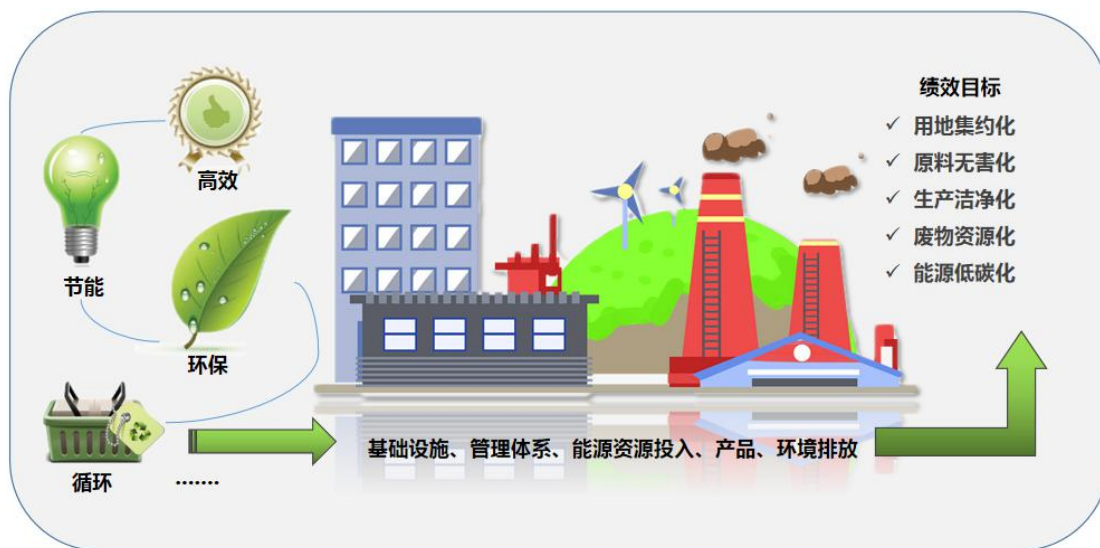 高效
节能
环保
循环
.......
基础设施、管理体系、能源资源投入、产品、环境排放
绩效目标
✓ 用地集约化
✓ 原料无害化
✓ 生产洁净化
✓ 废物资源化
✓ 能源低碳化